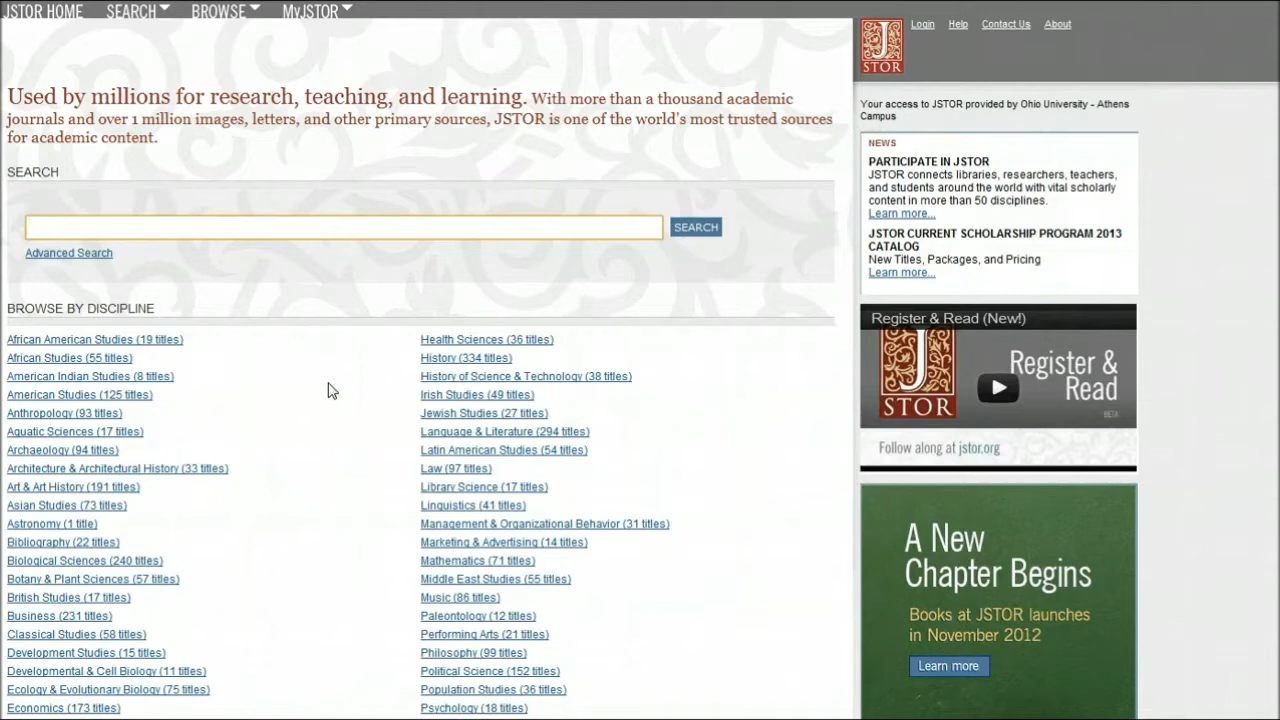 JSTOR HOME SEARCH BROWSE MyJSTOR
JSTOR
Login Help Contact Us About
Used by millions for research, teaching, and learning. With more than a thousand academic
journals and over 1 million images, letters, and other primary sources, JSTOR is one of the world's most trusted sources
for academic content.
SEARCH
SEARCH
Advanced Search
BROWSE BY DISCIPLINE
African American Studies (19 titles)
African Studies (55 titles)
American Indian Studies (8 titles)
American Studies (125 titles)
Anthropology (93 titles)
Aquatic Sciences (17 titles)
Archaeology (94 titles)
Architecture & Architectural History (33 titles)
Art & Art History (191 titles)
Asian Studies (73 titles)
Astronomy (1 title)
Bibliography (22 titles)
Biological Sciences (240 titles)
Botany & Plant Sciences (57 titles)
British Studies (17 titles)
Business (231 titles)
Classical Studies (58 titles)
Development Studies (15 titles)
Developmental & Cell Biology (11 titles)
Ecology & Evolutionary Biology (75 titles)
Economics (173 titles)
Health Sciences (36 titles)
History (334 titles)
History of Science & Technology (38 titles)
Irish Studies (49 titles)
Jewish Studies (27 titles)
Language & Literature (294 titles)
Latin American Studies (54 titles)
Law (97 titles)
Library Science (17 titles)
Linguistics (41 titles)
Management & Organizational Behavior (31 titles)
Marketing & Advertising (14 titles)
Mathematics (71 titles)
Middle East Studies (55 titles)
Music (86 titles)
Paleontology (12 titles)
Performing Arts (21 titles)
Philosophy (99 titles)
Political Science (152 titles)
Population Studies (36 titles)
Psychology (18 titles)
Your access to JSTOR provided by Ohio University - Athens
Campus
NEWS
PARTICIPATE IN JSTOR
JSTOR connects libraries, researchers, teachers,
and students around the world with vital scholarly
content in more than 50 disciplines.
Learn more...
JSTOR CURRENT SCHOLARSHIP PROGRAM 2013
CATALOG
New Titles, Packages, and Pricing
Learn more...
Register & Read (New!)
JSTOR
Register &
Read
BETA
Follow along at jstor.org
A New
Chapter Begins
Books at JSTOR launches
in November 2012
Learn more